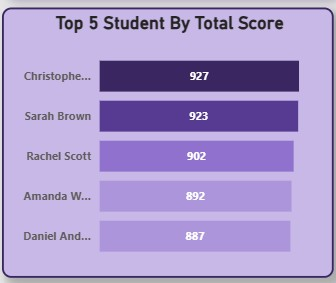 Top 5 Student By Total Score
Christophe... 927
Sarah Brown 923
Rachel Scott 902
Amanda W... 892
Daniel And... 887